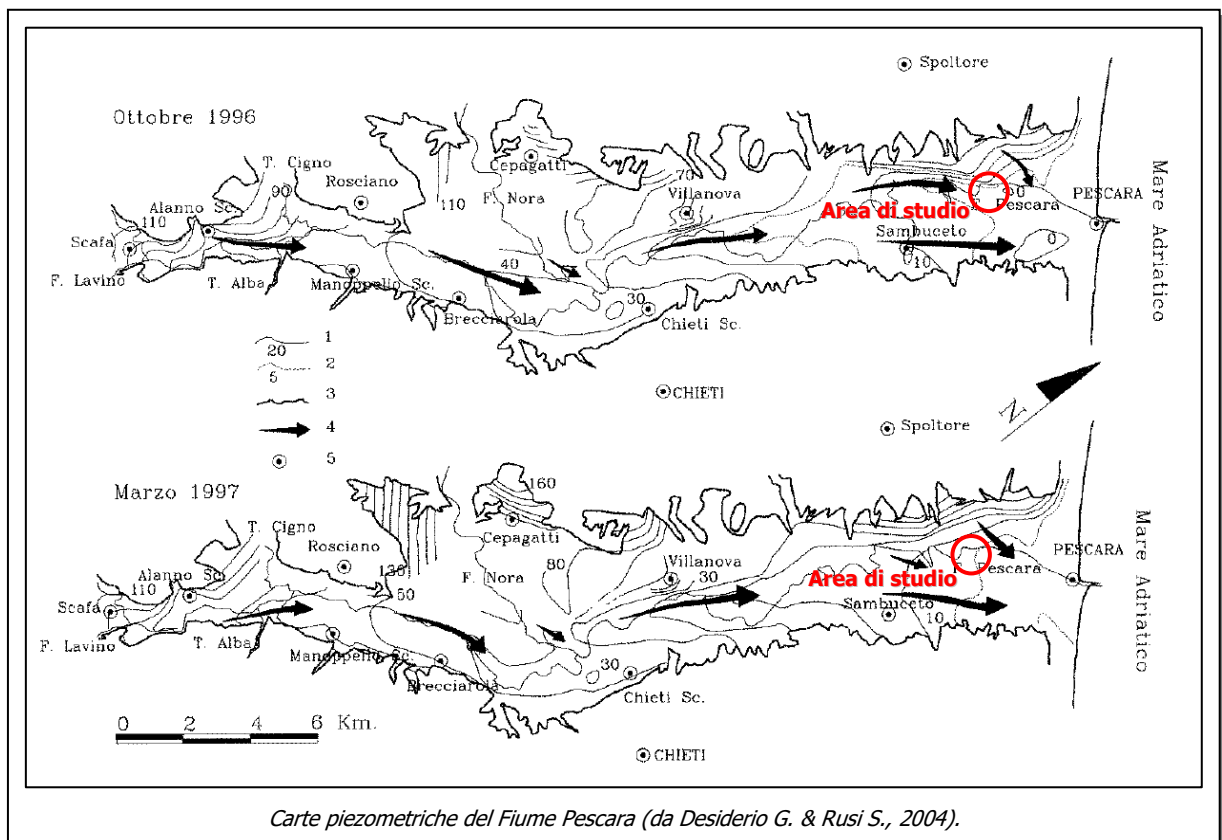 Spoltore
Ottobre 1996
T. Cigno
Cepagatti
70
Rosciano
90
Villanova
F. Nora
110
PESCARA
110
Alanno Sc.
Area di studio
Pescara
Mare Adriatico
Scafa
Sambuceto
0
40
10
F. Lavino
T. Alba
Manoppello Sc.
30
Brecciarola
Chieti Sc.
20 1
5 2
3
4
5
CHIETI
N
Spoltore
Marzo 1997
160
T. Cigno
Cepagatti
Rosciano
PESCARA
Villanova
Alanno Sc.
130
F. Nora
80
30
Area di studio
Pescara
Mare Adriatico
110
50
Scafa
Sambuceto
10
F. Lavino
T. Alba
Manoppello Sc.
Brecciarola
30
Chieti Sc.
0 2 4 6 Km.
CHIETI
Carte piezometriche del Fiume Pescara (da Desiderio G. & Rusi S., 2004).